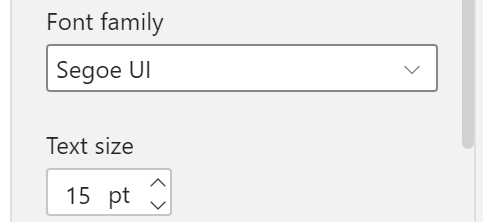 Font family
Segoe UI
Text size
15 pt